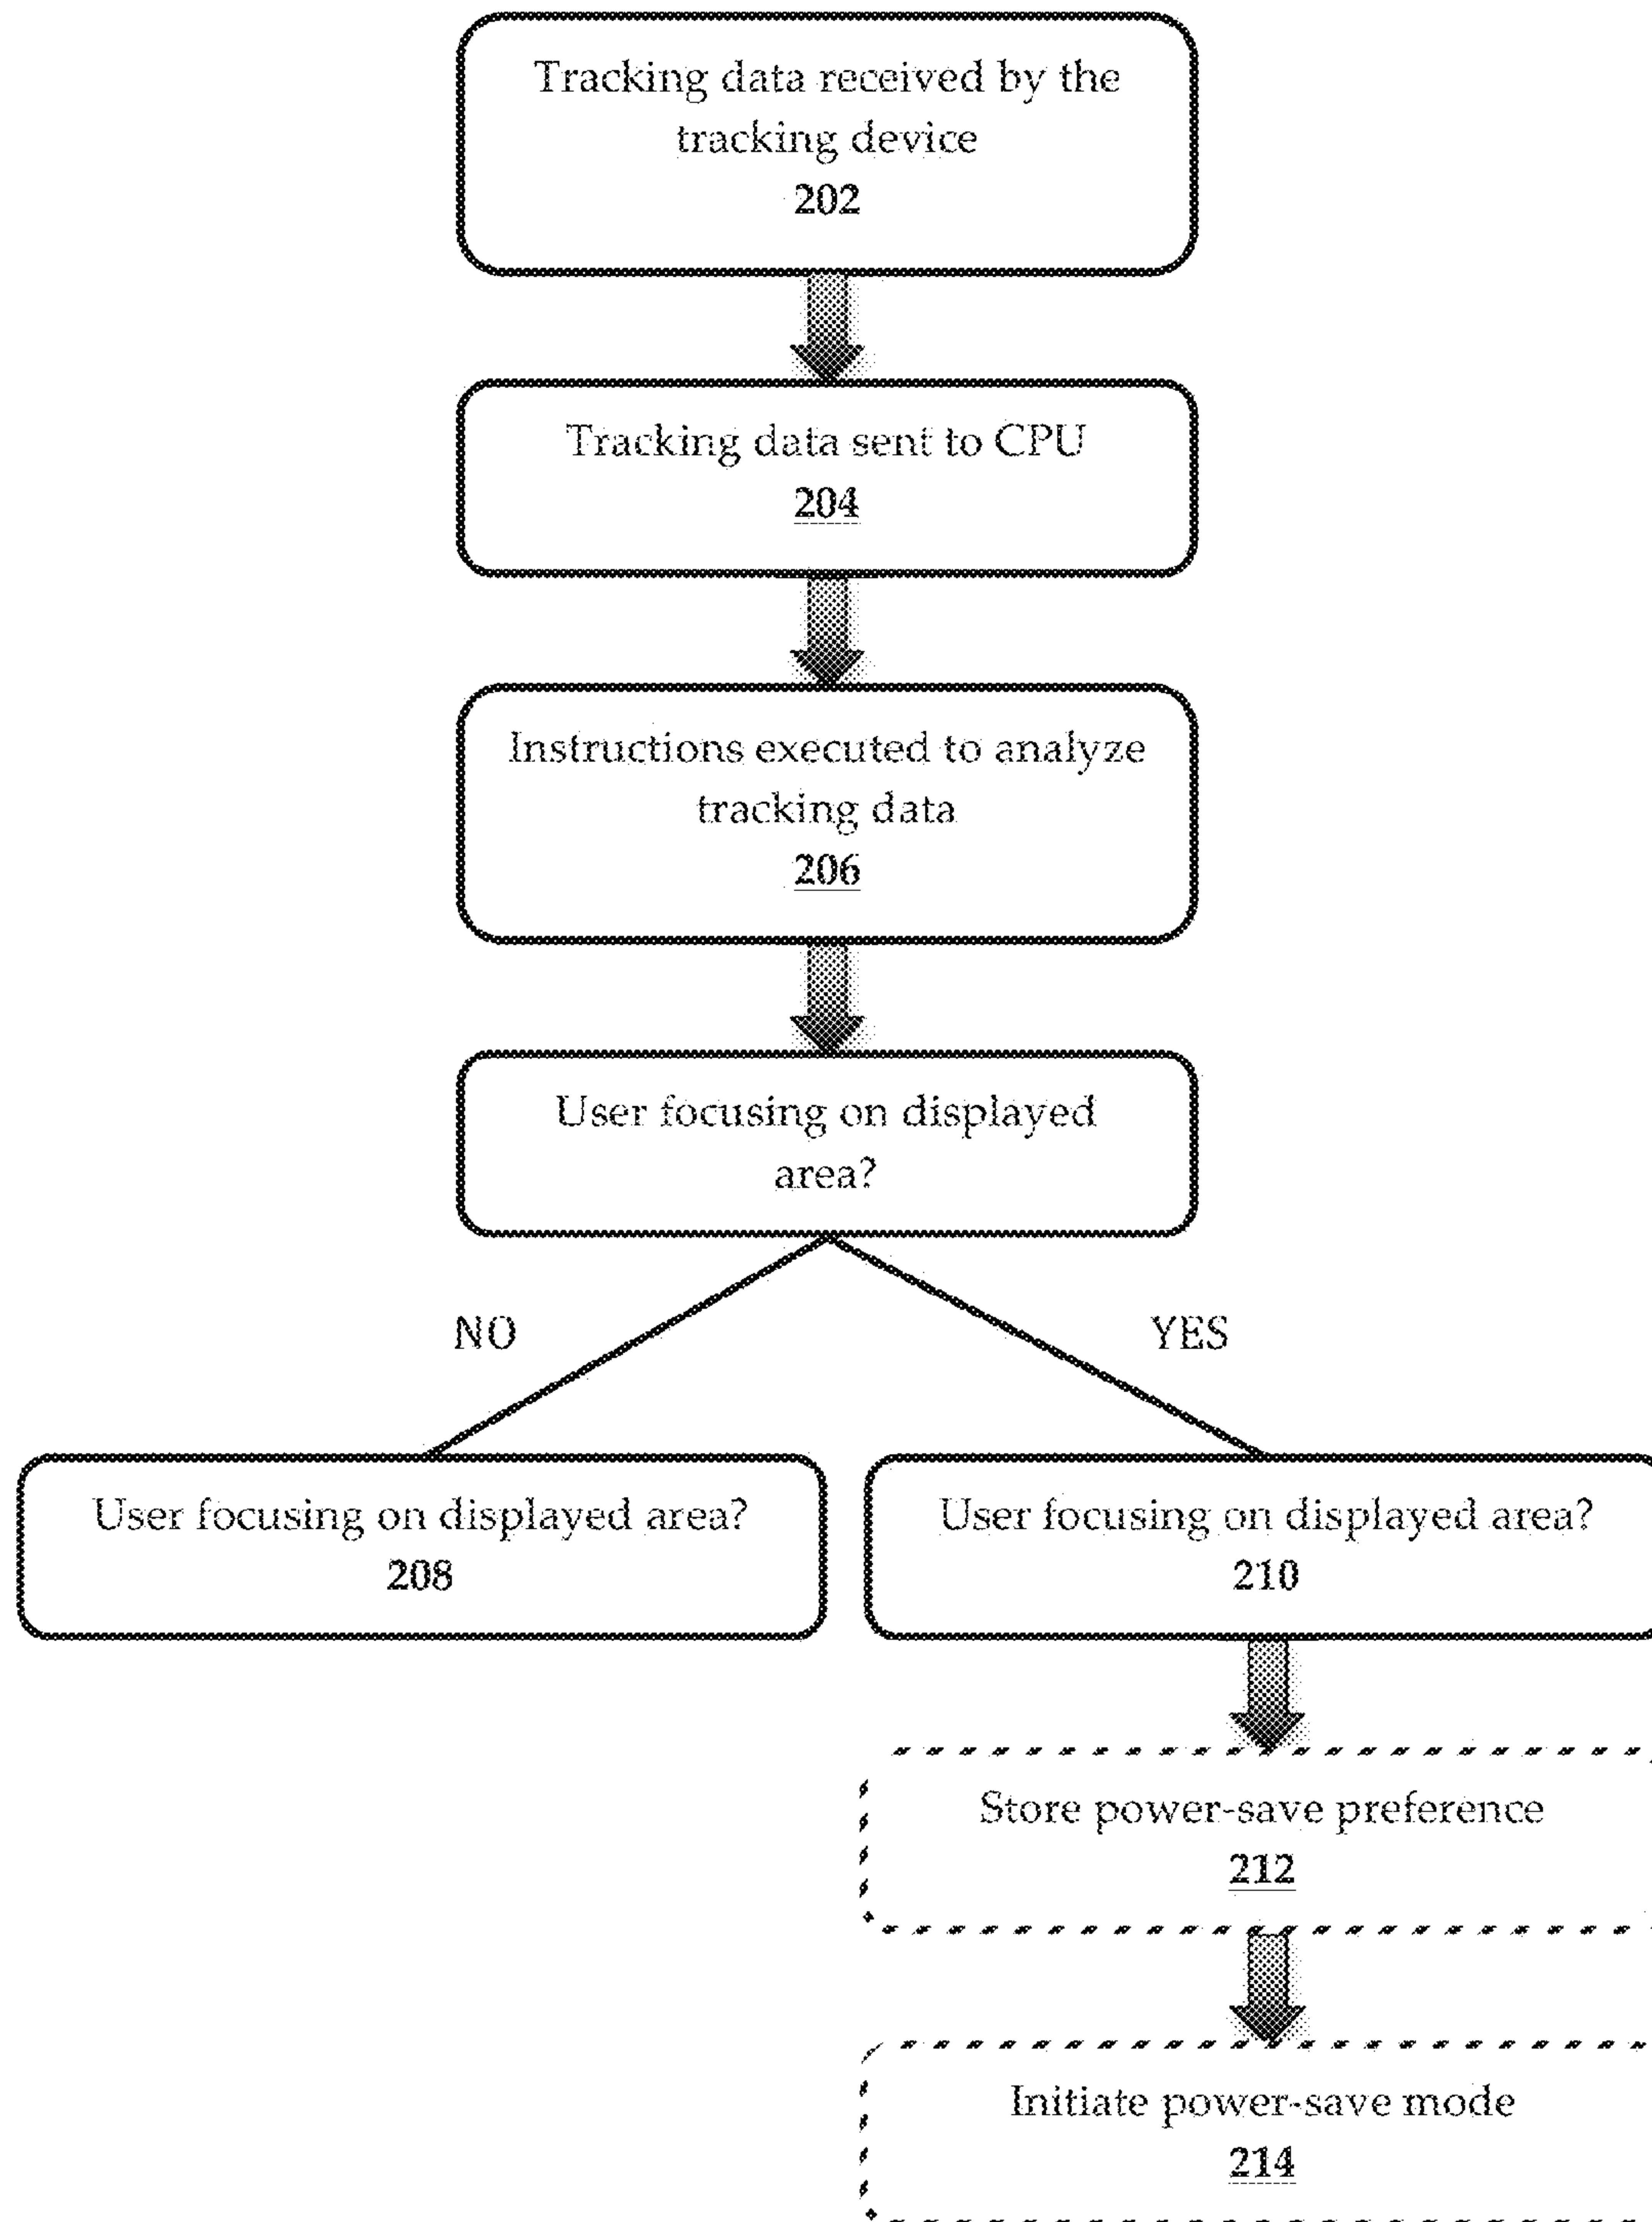 Tracking data received by the
tracking device
202
Tracking data sent to CPU
204
Instructions executed to analyze
tracking data
206
User focusing on displayed
area?
NO
YES
User focusing on displayed area?
208
User focusing on displayed area?
210
Store power-save preference
212
Initiate power-save mode
214